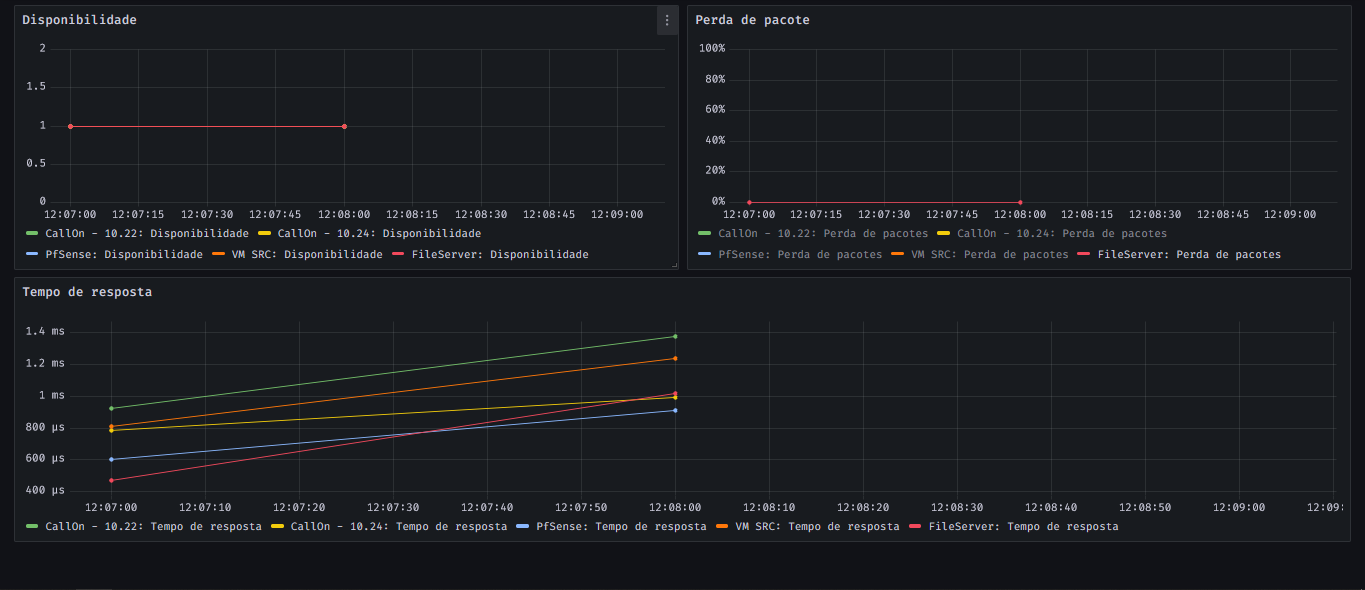 Disponibilidade
2
1.5
1
0.5
0
12:07:00 12:07:15 12:07:30 12:07:45 12:08:00 12:08:15 12:08:30 12:08:45 12:09:00
CallOn - 10.22: Disponibilidade CallOn - 10.24: Disponibilidade
PfSense: Disponibilidade VM SRC: Disponibilidade FileServer: Disponibilidade
Perda de pacote
100%
80%
60%
40%
20%
0%
12:07:00 12:07:15 12:07:30 12:07:45 12:08:00 12:08:15 12:08:30 12:08:45 12:09:00
CallOn - 10.22: Perda de pacotes CallOn - 10.24: Perda de pacotes
PfSense: Perda de pacotes VM SRC: Perda de pacotes FileServer: Perda de pacotes
Tempo de resposta
1.4 ms
1.2 ms
1 ms
800 µs
600 µs
400 µs
12:07:00 12:07:10 12:07:20 12:07:30 12:07:40 12:07:50 12:08:00 12:08:10 12:08:20 12:08:30 12:08:40 12:08:50 12:09:00 12:09:
CallOn - 10.22: Tempo de resposta CallOn - 10.24: Tempo de resposta PfSense: Tempo de resposta VM SRC: Tempo de resposta FileServer: Tempo de resposta